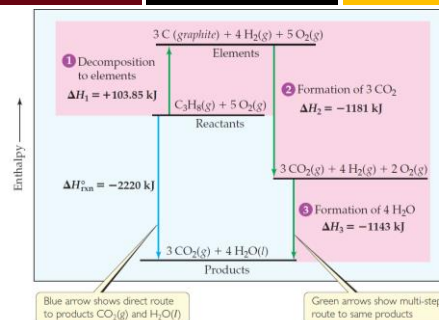 3 C (graphite) + 4 H₂(g) + 5 O₂(g)
Elements
1 Decomposition
to elements
ΔH₁ = +103.85 kJ
2 Formation of 3 CO₂
ΔH₂ = −1181 kJ
C₃H₈(g) + 5 O₂(g)
Reactants
Enthalpy
3 CO₂(g) + 4 H₂(g) + 2 O₂(g)
ΔH°rxn = −2220 kJ
3 Formation of 4 H₂O
ΔH₃ = −1143 kJ
3 CO₂(g) + 4 H₂O(l)
Products
Blue arrow shows direct route
to products CO₂(g) and H₂O(l)
Green arrows show multi-step
route to same products